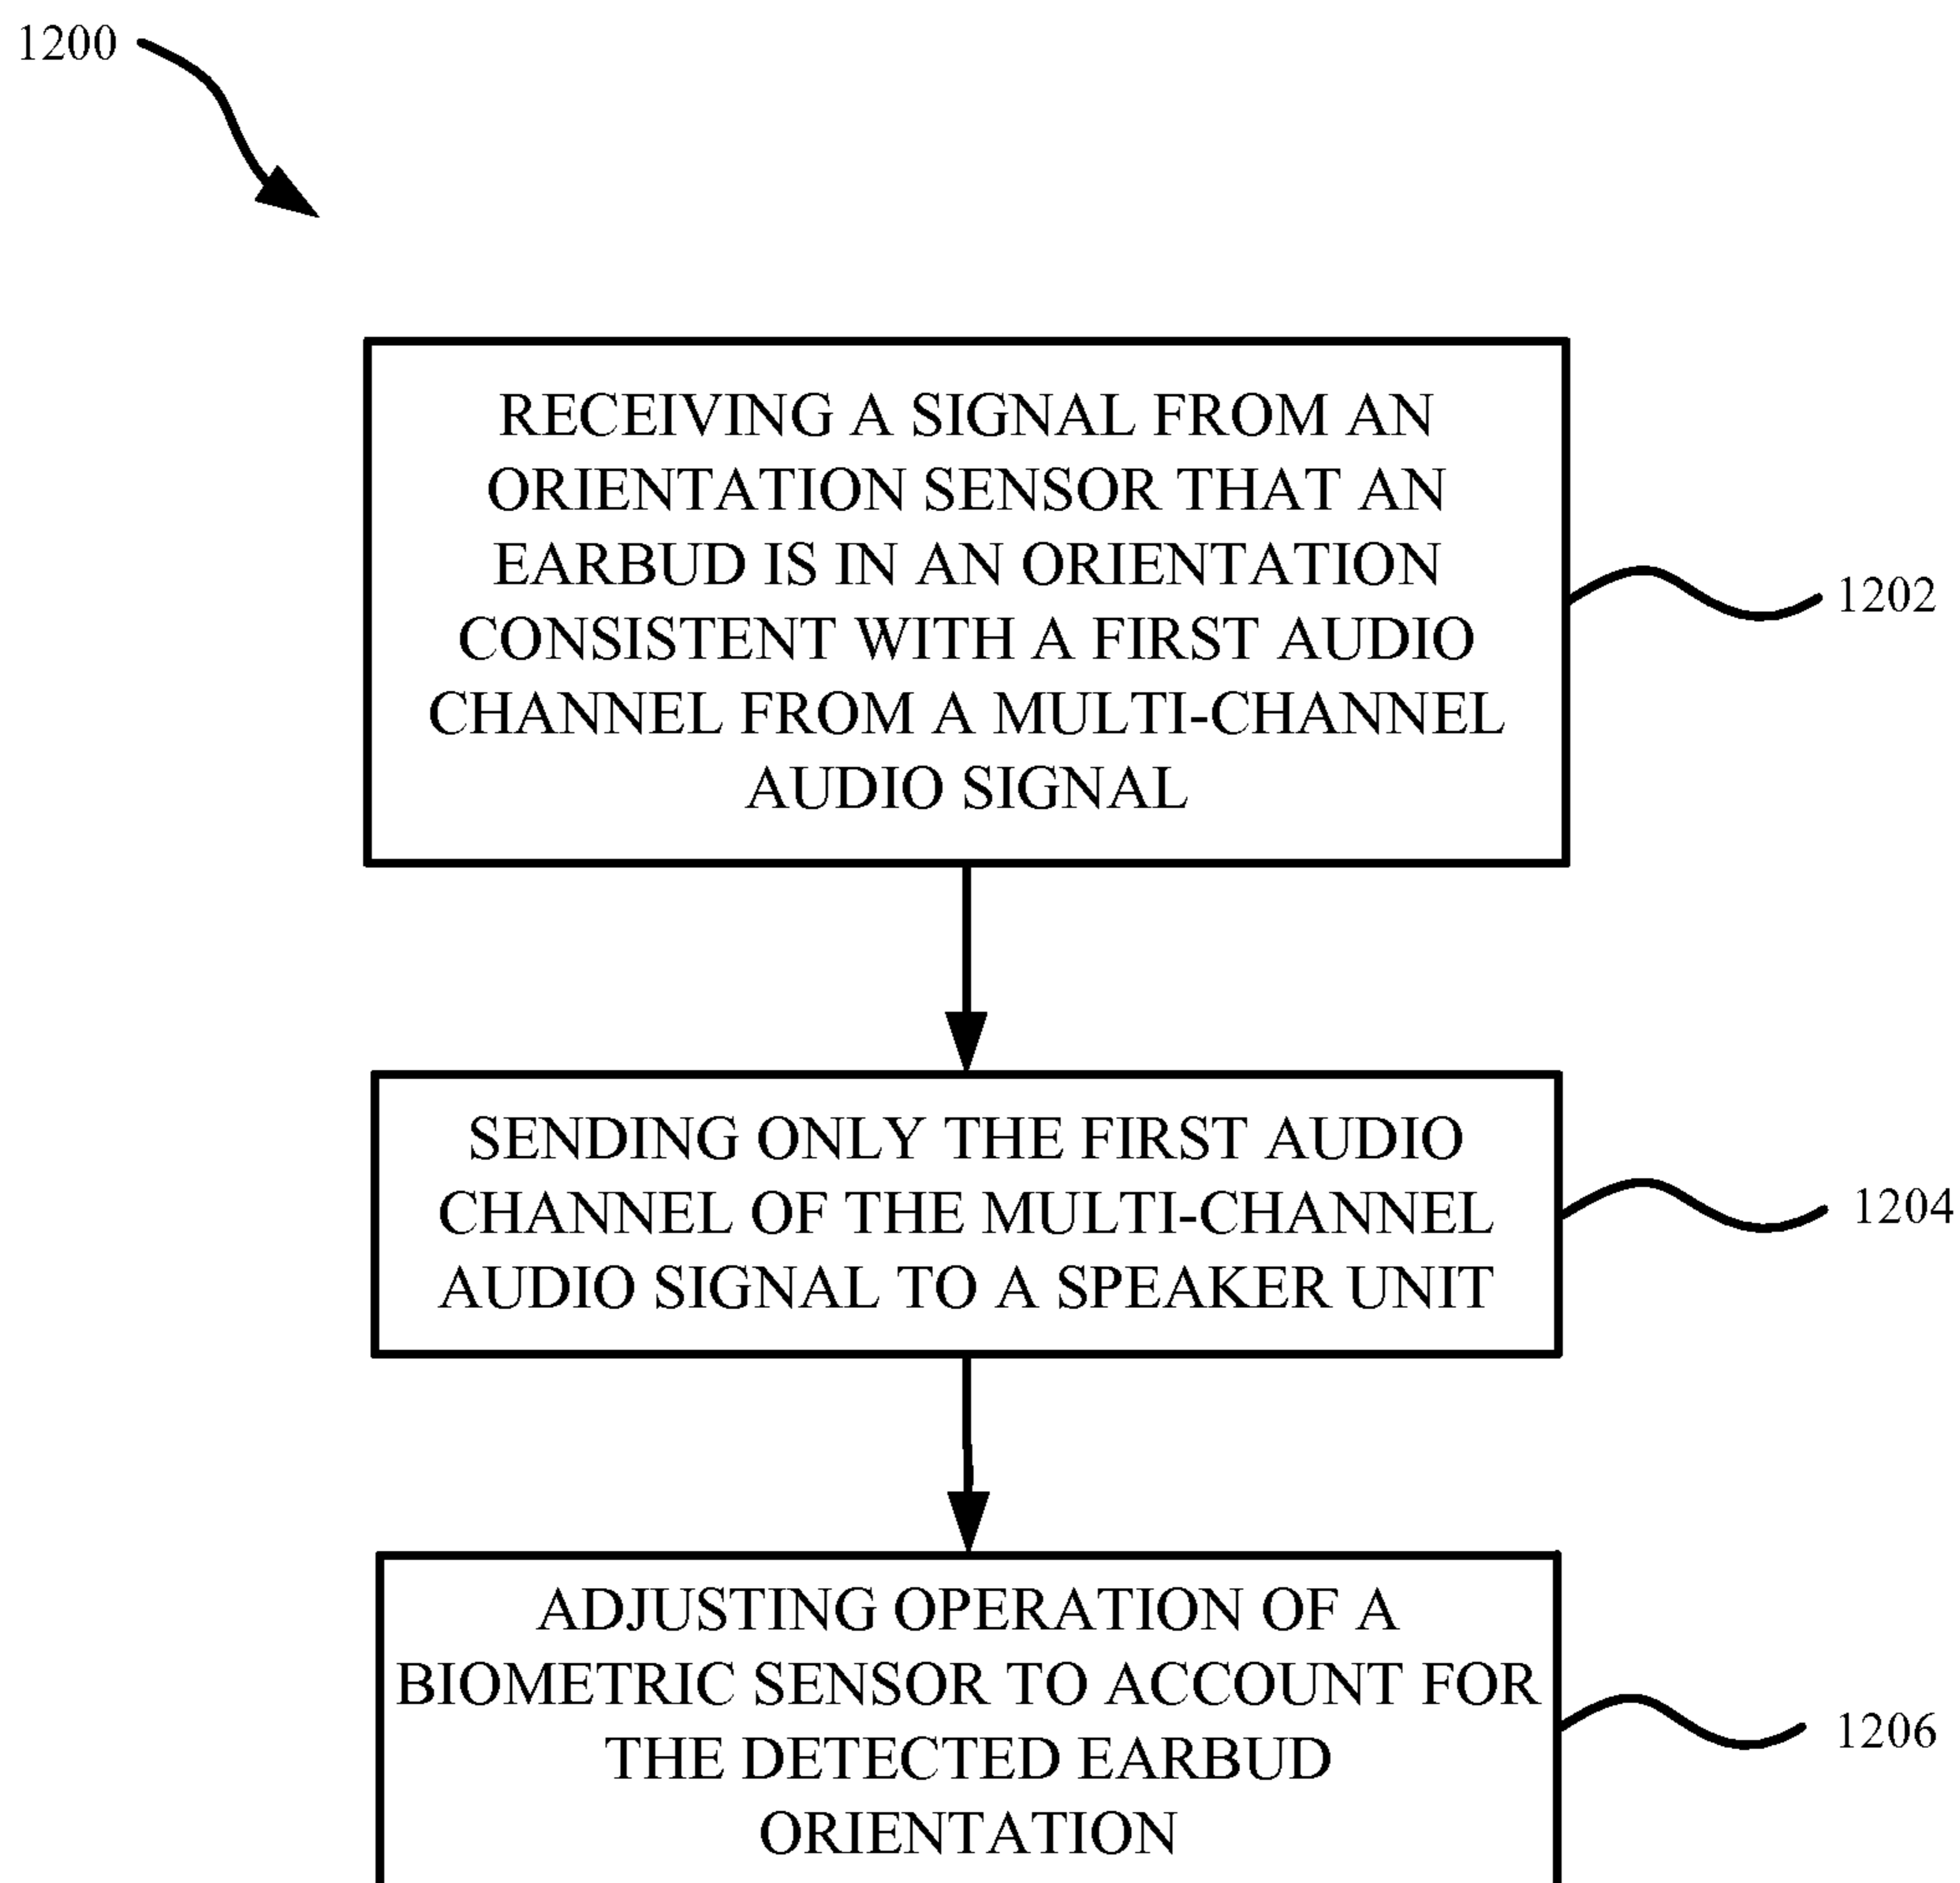 1200
RECEIVING A SIGNAL FROM AN
ORIENTATION SENSOR THAT AN
EARBUD IS IN AN ORIENTATION
CONSISTENT WITH A FIRST AUDIO
CHANNEL FROM A MULTI-CHANNEL
AUDIO SIGNAL
1202
SENDING ONLY THE FIRST AUDIO
CHANNEL OF THE MULTI-CHANNEL
AUDIO SIGNAL TO A SPEAKER UNIT
1204
ADJUSTING OPERATION OF A
BIOMETRIC SENSOR TO ACCOUNT FOR
THE DETECTED EARBUD
ORIENTATION
1206